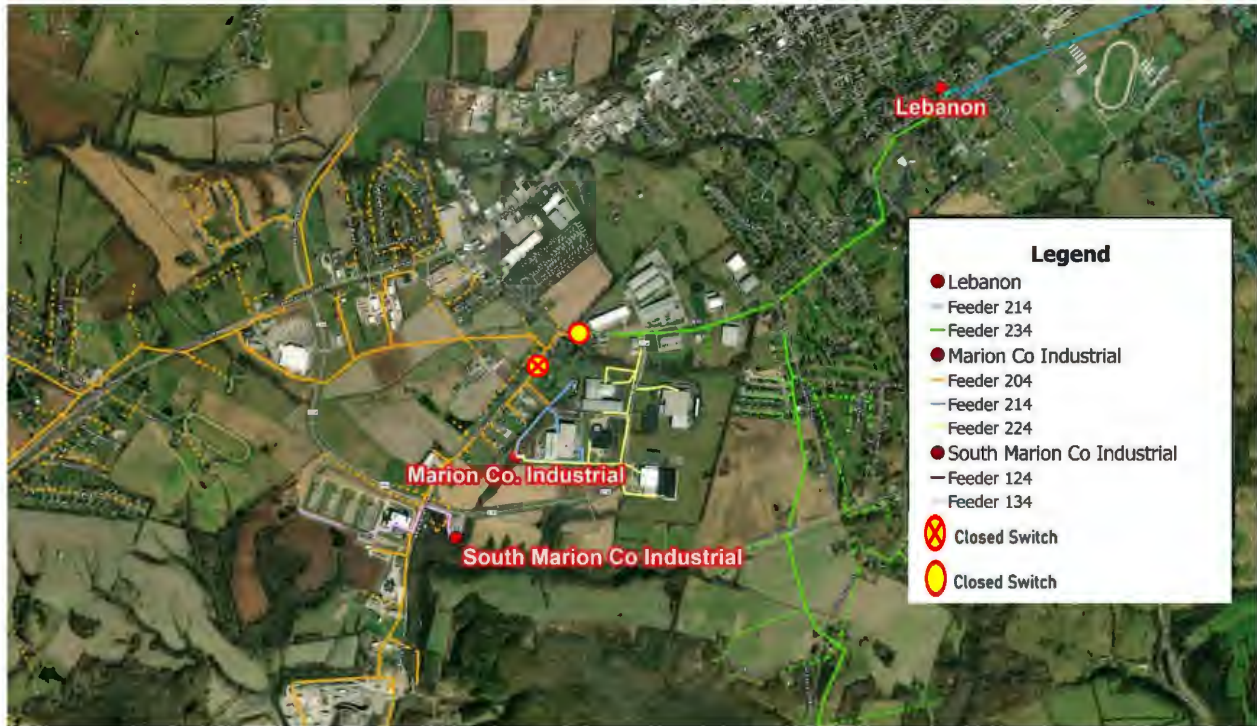 Lebanon
Marion Co. Industrial
South Marion Co Industrial
Legend
Lebanon
Feeder 214
Feeder 234
Marion Co Industrial
Feeder 204
Feeder 214
Feeder 224
South Marion Co Industrial
Feeder 124
Feeder 134
Closed Switch
Closed Switch